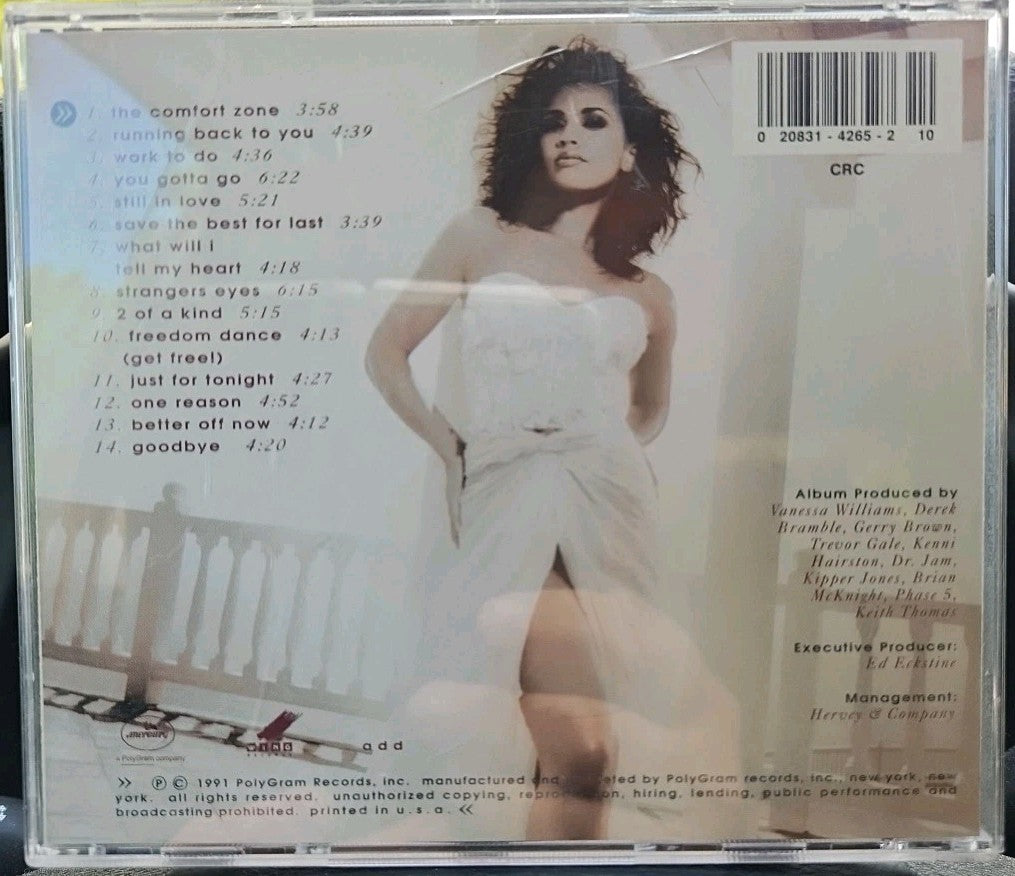 1. the comfort zone 3:58
2. running back to you 4:39
3. work to do 4:36
4. you gotta go 6:22
5. still in love 5:21
6. save the best for last 3:39
7. what will i
tell my heart 4:18
8. strangers eyes 6:15
9. 2 of a kind 5:15
10. freedom dance 4:13
(get free!)
11. just for tonight 4:27
12. one reason 4:52
13. better off now 4:12
14. goodbye 4:20
0 20831-4265-2 10
CRC
Album Produced by
Vanessa Williams, Derek
Bramble, Gerry Brown,
Trevor Gale, Kenni
Hairston, Dr. Jam,
Kipper Jones, Brian
McKnight, Phase 5,
Keith Thomas
Executive Producer:
Ed Eckstine
Management:
Hervey & Company
mercury
a PolyGram company
WING
RECORDS
add
>> ℗ © 1991 PolyGram Records, inc. manufactured and by PolyGram records, inc., new york, new
york. all rights reserved. unauthorized copying, reproduction, hiring, lending, public performance and
broadcasting prohibited. printed in u.s.a. <<